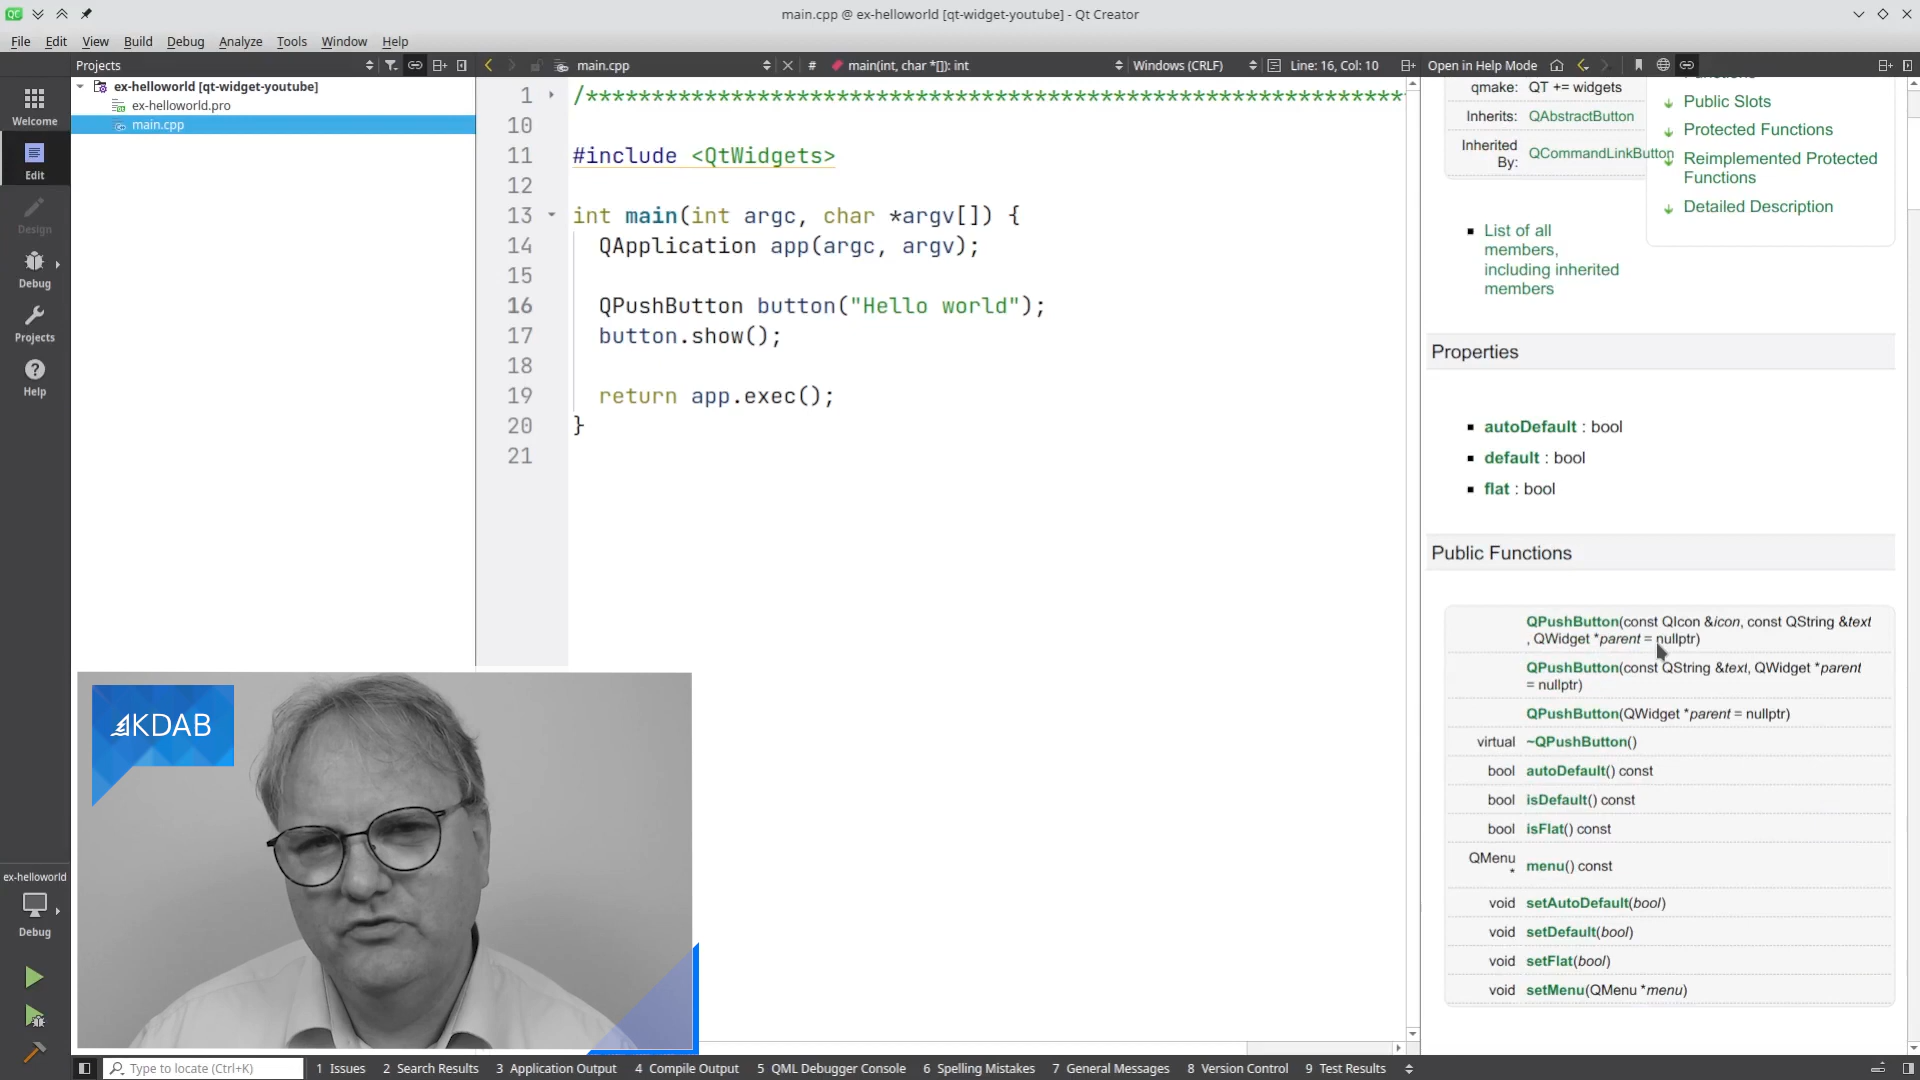 main.cpp @ ex-helloworld [qt-widget-youtube] - Qt Creator
File Edit View Build Debug Analyze Tools Window Help
Projects
main.cpp
#
main(int, char *[]): int
Windows (CRLF)
Line: 16, Col: 10
Open in Help Mode
Welcome
Edit
Design
Debug
Projects
Help
ex-helloworld
Debug
ex-helloworld [qt-widget-youtube]
ex-helloworld.pro
main.cpp
1 /***************************************************************
10
11 #include <QtWidgets>
12
13 int main(int argc, char *argv[]) {
14 QApplication app(argc, argv);
15
16 QPushButton button("Hello world");
17 button.show();
18
19 return app.exec();
20 }
21
KDAB
qmake: QT += widgets
Inherits: QAbstractButton
Inherited By: QCommandLinkButton
Functions
Public Slots
Protected Functions
Reimplemented Protected
Functions
Detailed Description
List of all
members,
including inherited
members
Properties
autoDefault : bool
default : bool
flat : bool
Public Functions
QPushButton(const QIcon &icon, const QString &text
, QWidget *parent = nullptr)
QPushButton(const QString &text, QWidget *parent
= nullptr)
QPushButton(QWidget *parent = nullptr)
virtual ~QPushButton()
bool autoDefault() const
bool isDefault() const
bool isFlat() const
QMenu * menu() const
void setAutoDefault(bool)
void setDefault(bool)
void setFlat(bool)
void setMenu(QMenu *menu)
Type to locate (Ctrl+K)
1 Issues 2 Search Results 3 Application Output 4 Compile Output 5 QML Debugger Console 6 Spelling Mistakes 7 General Messages 8 Version Control 9 Test Results